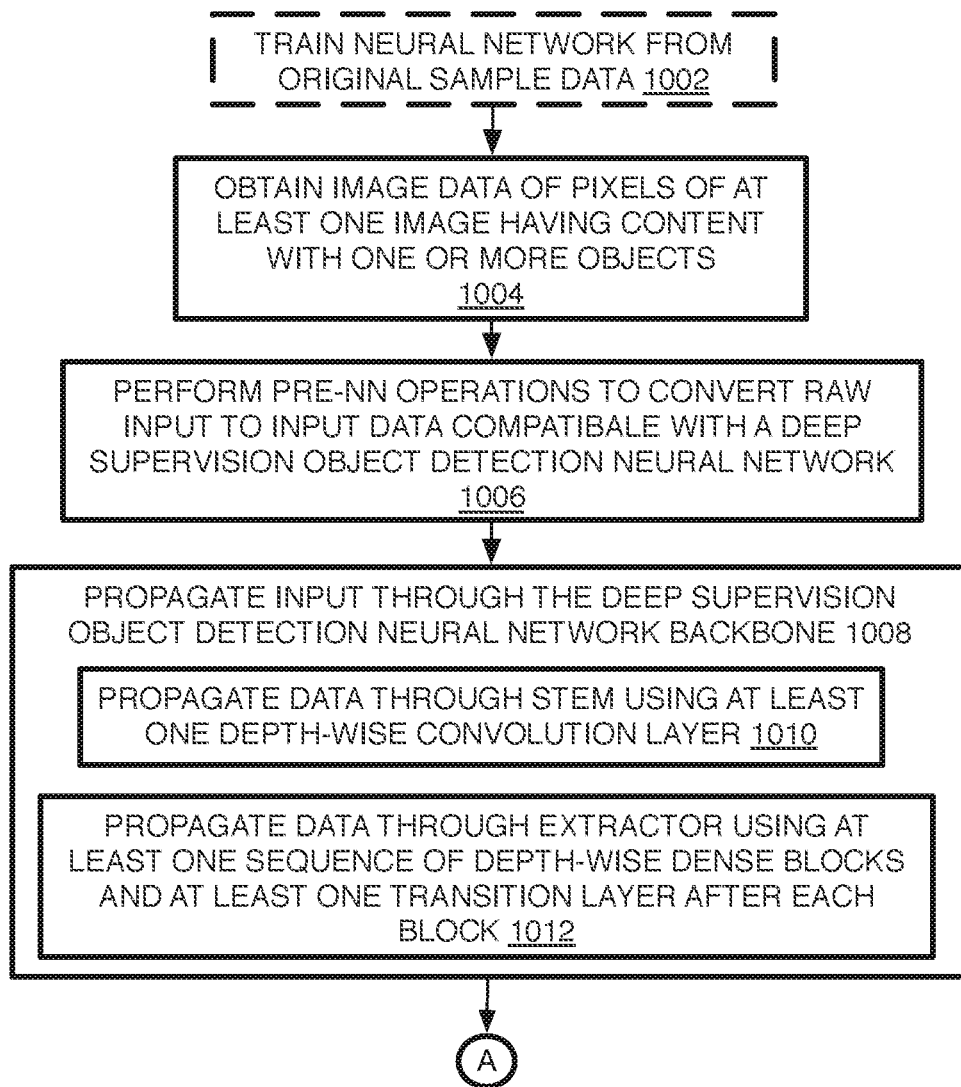 TRAIN NEURAL NETWORK FROM
ORIGINAL SAMPLE DATA 1002
OBTAIN IMAGE DATA OF PIXELS OF AT
LEAST ONE IMAGE HAVING CONTENT
WITH ONE OR MORE OBJECTS
1004
PERFORM PRE-NN OPERATIONS TO CONVERT RAW
INPUT TO INPUT DATA COMPATIBALE WITH A DEEP
SUPERVISION OBJECT DETECTION NEURAL NETWORK
1006
PROPAGATE INPUT THROUGH THE DEEP SUPERVISION
OBJECT DETECTION NEURAL NETWORK BACKBONE 1008
PROPAGATE DATA THROUGH STEM USING AT LEAST
ONE DEPTH-WISE CONVOLUTION LAYER 1010
PROPAGATE DATA THROUGH EXTRACTOR USING AT
LEAST ONE SEQUENCE OF DEPTH-WISE DENSE BLOCKS
AND AT LEAST ONE TRANSITION LAYER AFTER EACH
BLOCK 1012
A